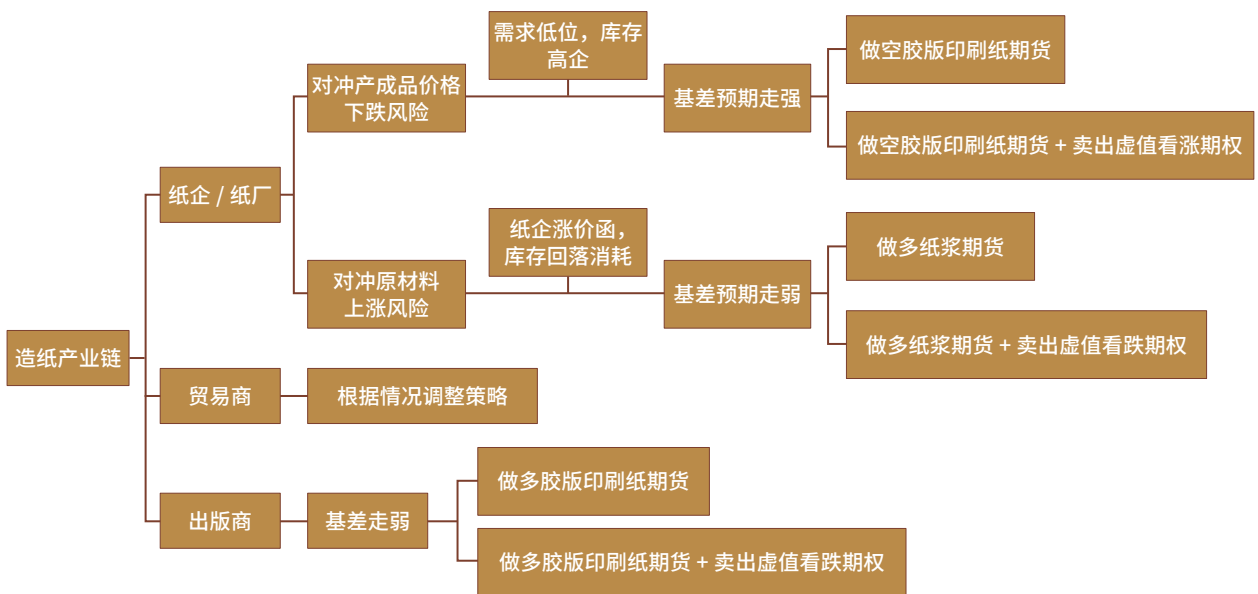 造纸产业链
纸企 / 纸厂
对冲产成品价格
下跌风险
需求低位，库存
高企
基差预期走强
做空胶版印刷纸期货
做空胶版印刷纸期货 + 卖出虚值看涨期权
对冲原材料
上涨风险
纸企涨价函，
库存回落消耗
基差预期走弱
做多纸浆期货
做多纸浆期货 + 卖出虚值看跌期权
贸易商
根据情况调整策略
出版商
基差走弱
做多胶版印刷纸期货
做多胶版印刷纸期货 + 卖出虚值看跌期权